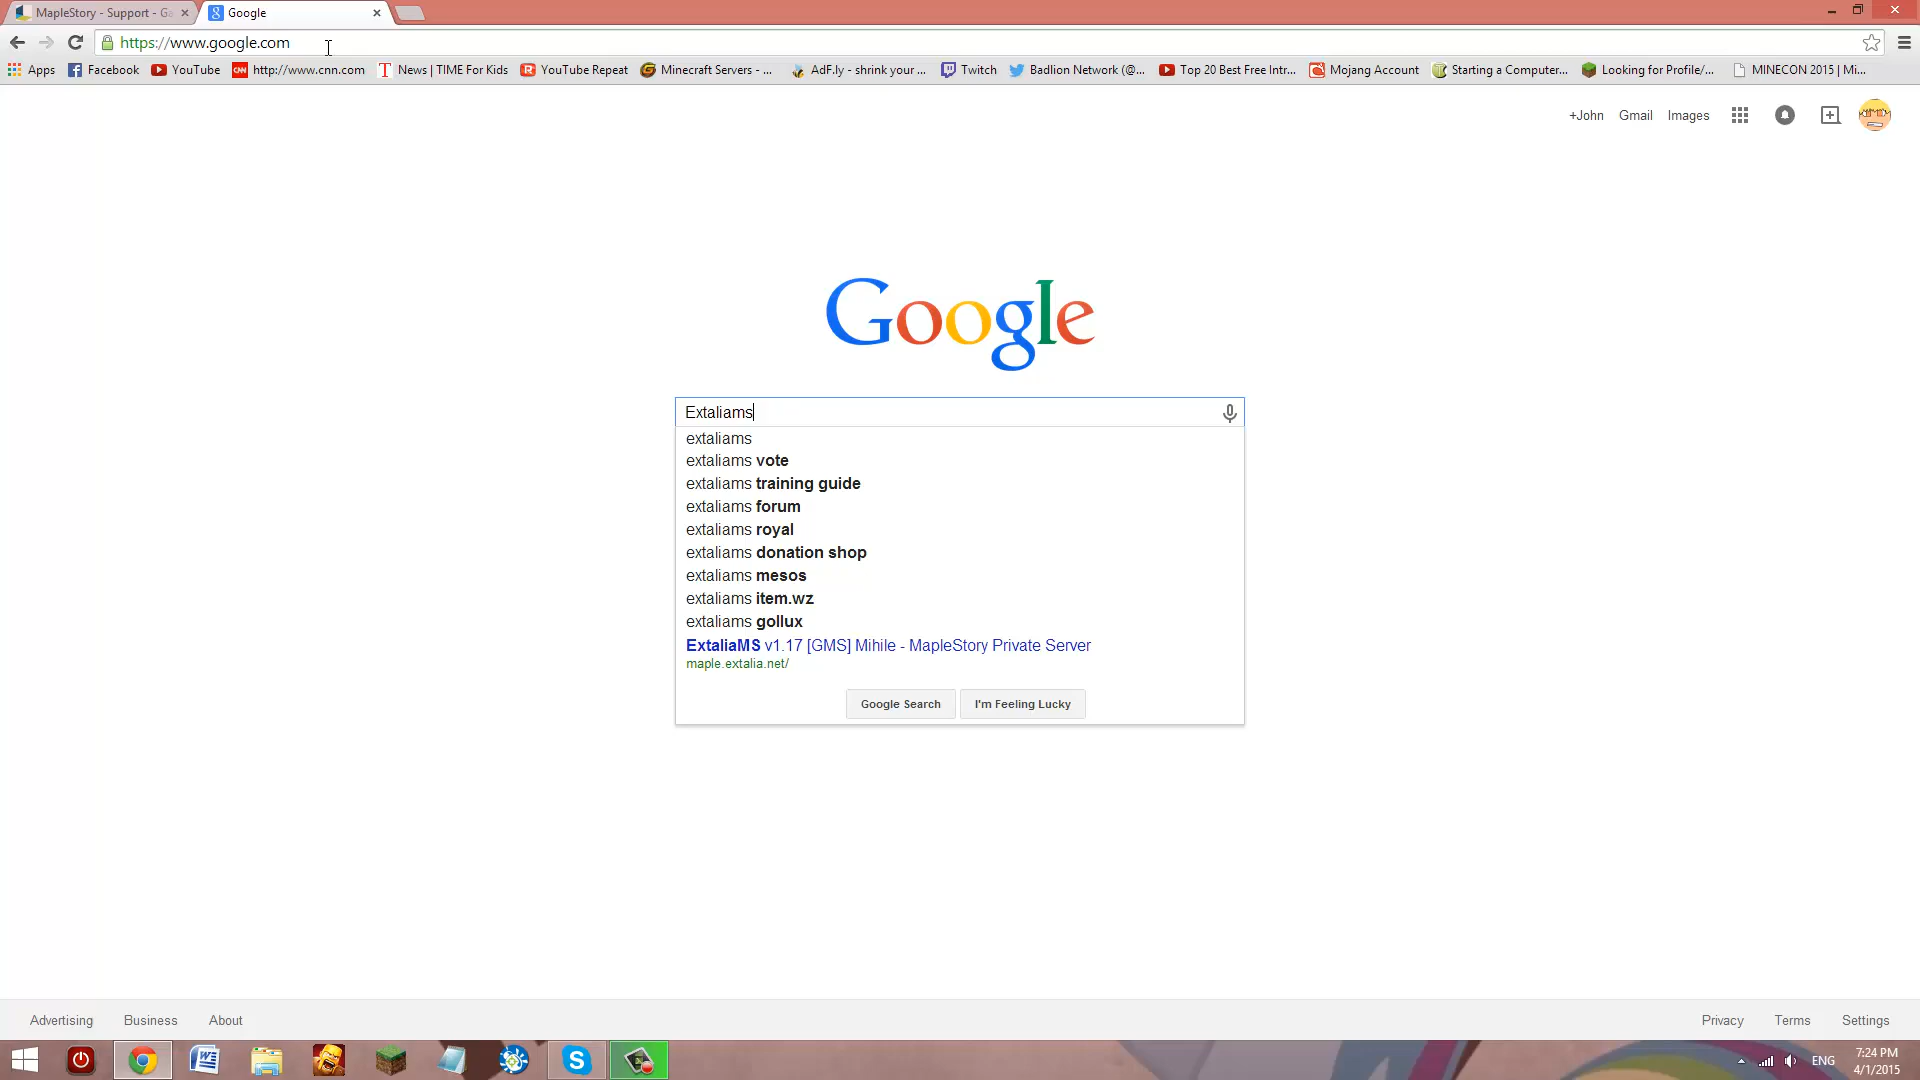 MapleStory - Support - Ga
Google
https://www.google.com
Apps
Facebook
YouTube
http://www.cnn.com
News | TIME For Kids
YouTube Repeat
Minecraft Servers - ...
AdF.ly - shrink your ...
Twitch
Badlion Network (@...
Top 20 Best Free Intr...
Mojang Account
Starting a Computer...
Looking for Profile/...
MINECON 2015 | Mi...
+John
Gmail
Images
Google
Extaliams
extaliams
extaliams vote
extaliams training guide
extaliams forum
extaliams royal
extaliams donation shop
extaliams mesos
extaliams item.wz
extaliams gollux
ExtaliaMS v1.17 [GMS] Mihile - MapleStory Private Server
maple.extalia.net/
Google Search
I'm Feeling Lucky
Advertising
Business
About
Privacy
Terms
Settings
ENG
7:24 PM
4/1/2015